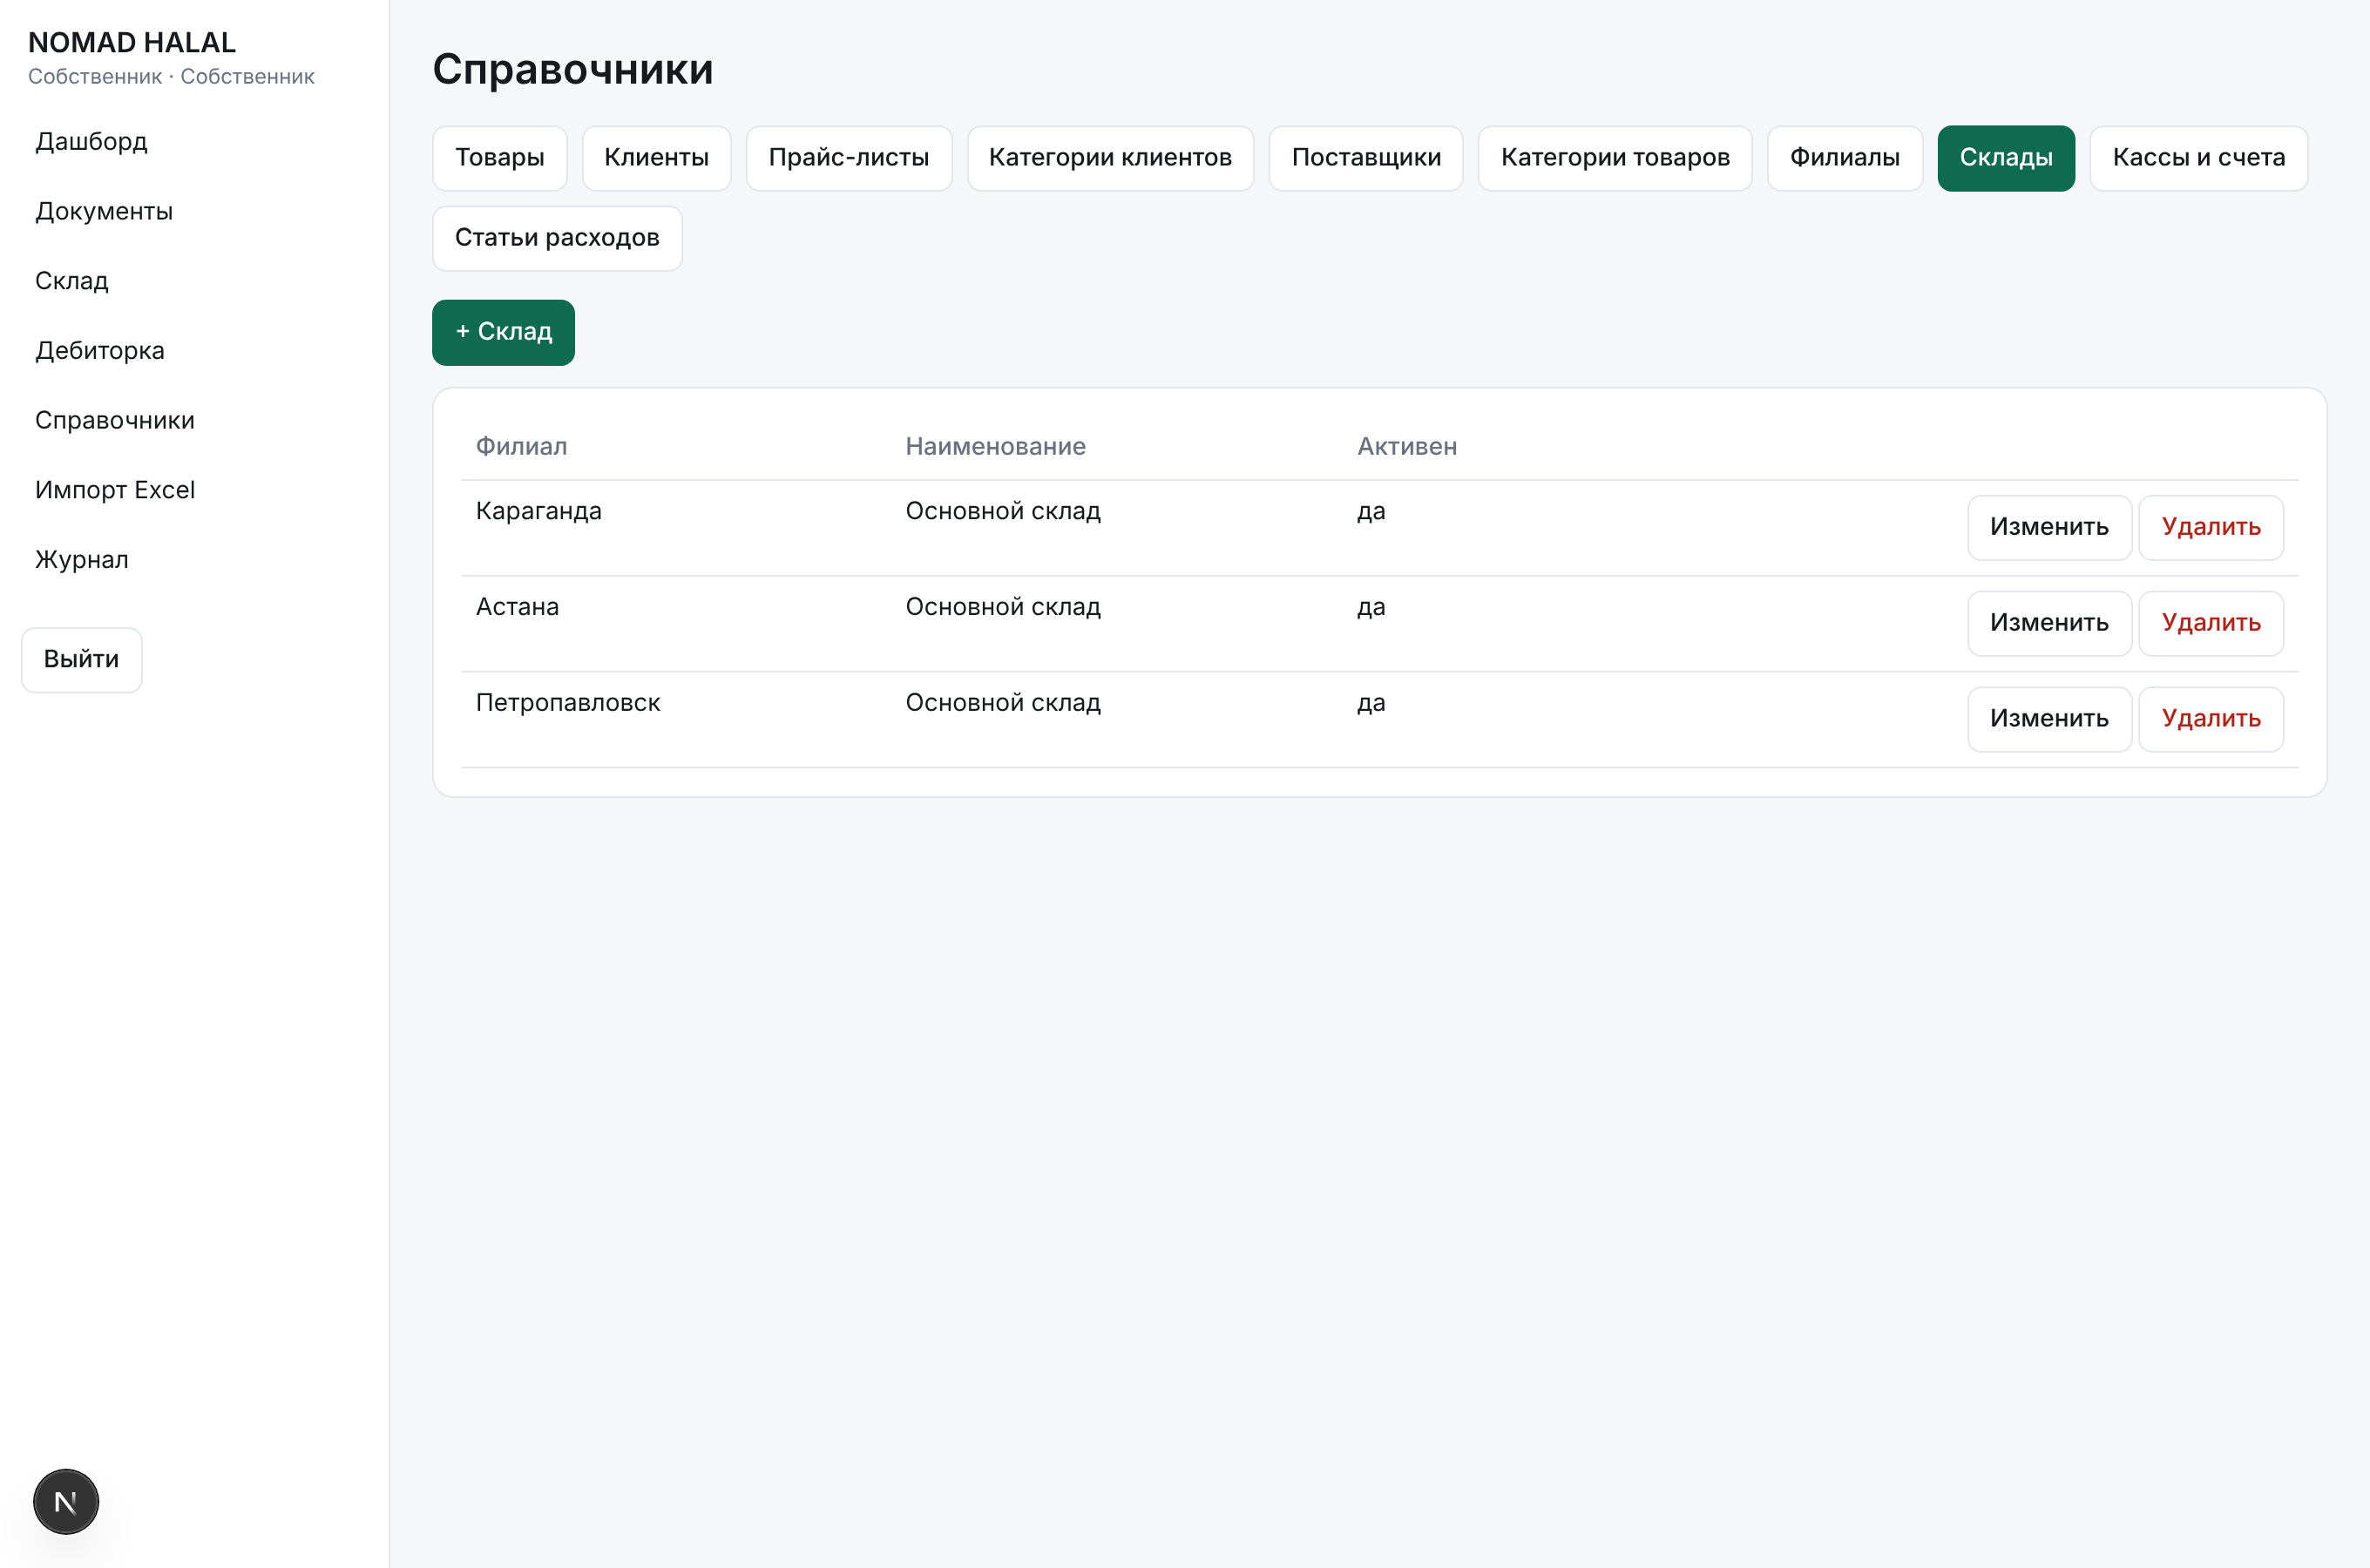 NOMAD HALAL
Собственник · Собственник
Дашборд
Документы
Склад
Дебиторка
Справочники
Импорт Excel
Журнал
Выйти
Справочники
Товары Клиенты Прайс-листы Категории клиентов Поставщики Категории товаров Филиалы Склады Кассы и счета
Статьи расходов
+ Склад
Филиал Наименование Активен
Караганда Основной склад да Изменить Удалить
Астана Основной склад да Изменить Удалить
Петропавловск Основной склад да Изменить Удалить
N